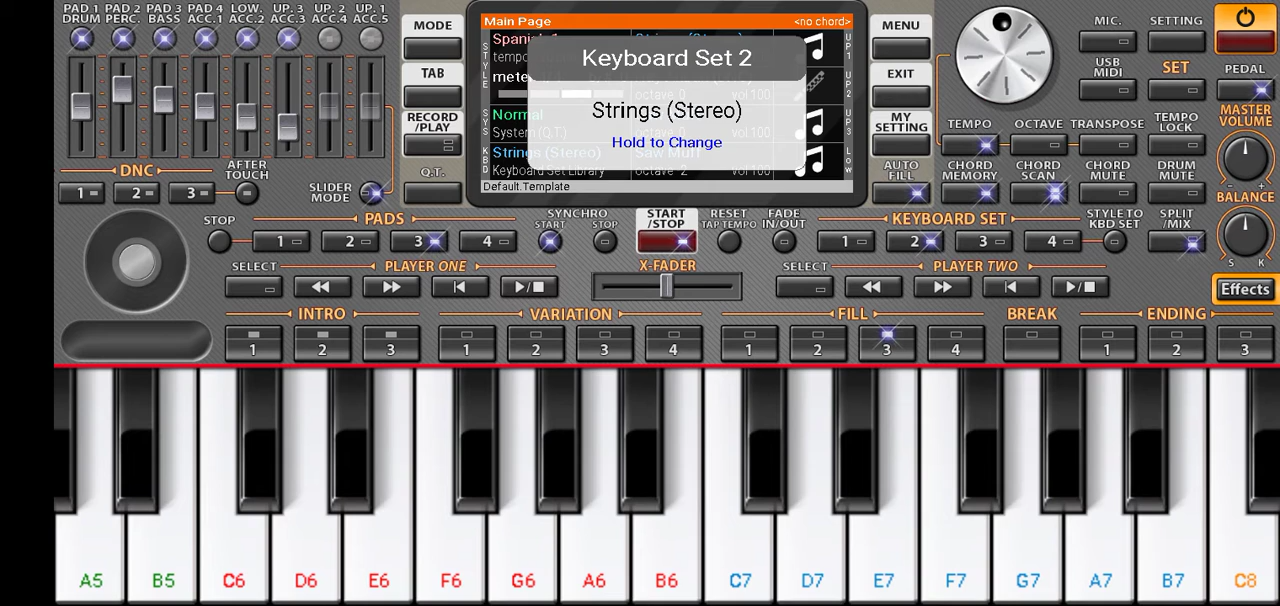 PAD 1 PAD 2 PAD 3 PAD 4 LOW. UP. 3 UP. 2 UP. 1
DRUM PERC. BASS ACC.1 ACC.2 ACC.3 ACC.4 ACC.5
MODE
TAB
RECORD
/PLAY
Q.T.
DNC
1 2 3
AFTER
TOUCH
SLIDER
MODE
Main Page <no chord>
STYLE
UP 1
UP 2
UP 3
LOW
SYS
KBD
Normal
System (Q.T)
Strings (Stereo)
Keyboard Set Library
octave 0 vol 100
octave -2 vol 100
Default.Template
Keyboard Set 2
Strings (Stereo)
Hold to Change
MENU
EXIT
MY
SETTING
AUTO
FILL
MIC. SETTING
USB
MIDI
SET
PEDAL
MASTER
VOLUME
- +
TEMPO OCTAVE TRANSPOSE TEMPO
LOCK
CHORD
MEMORY
CHORD
SCAN
CHORD
MUTE
DRUM
MUTE
BALANCE
S K
STOP
PADS
1 2 3 4
SYNCHRO
START STOP
START
/STOP
RESET
TAP TEMPO
FADE
IN/OUT
KEYBOARD SET
1 2 3 4
STYLE TO
KBD SET
SPLIT
/MIX
SELECT PLAYER ONE
X-FADER
SELECT PLAYER TWO
Effects
INTRO VARIATION FILL BREAK ENDING
1 2 3 1 2 3 4 1 2 3 4 1 2 3
A5 B5 C6 D6 E6 F6 G6 A6 B6 C7 D7 E7 F7 G7 A7 B7 C8